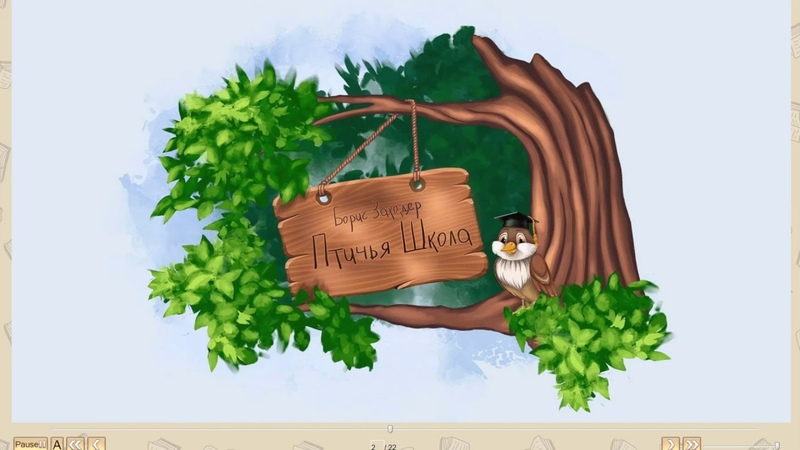 Борис Заходер
Птичья Школа
Pause
A
2 / 22